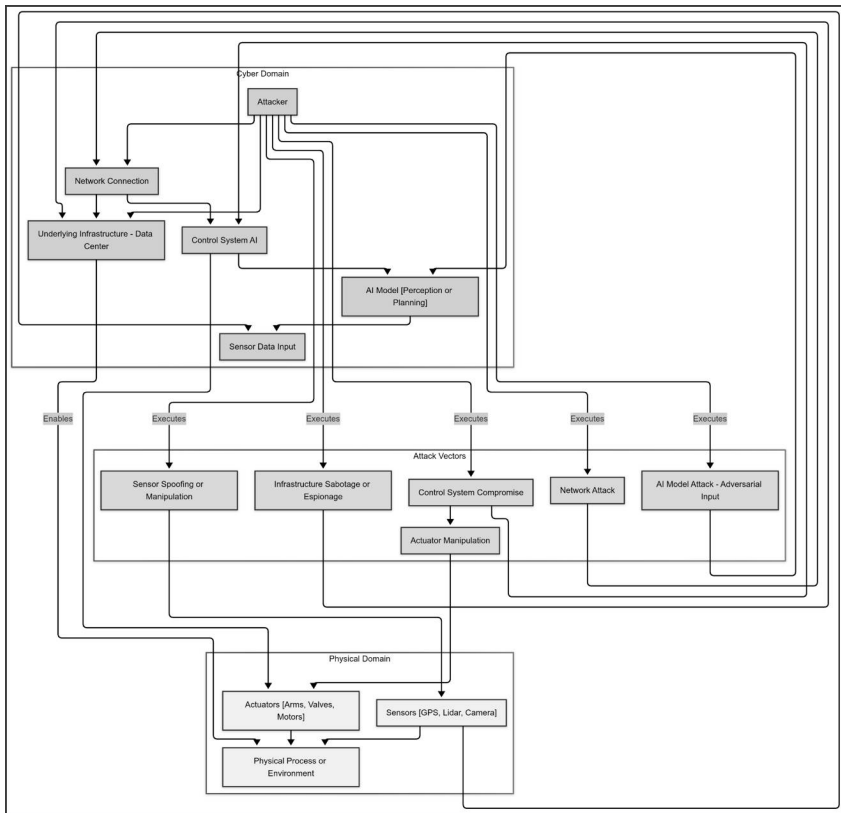 Cyber Domain
Attacker
Network Connection
Underlying Infrastructure - Data
Center
Control System AI
AI Model [Perception or
Planning]
Sensor Data Input
Enables
Executes
Executes
Executes
Executes
Executes
Attack Vectors
Sensor Spoofing or
Manipulation
Infrastructure Sabotage or
Espionage
Control System Compromise
Network Attack
AI Model Attack - Adversarial
Input
Actuator Manipulation
Physical Domain
Actuators [Arms, Valves,
Motors]
Sensors [GPS, Lidar, Camera]
Physical Process or
Environment